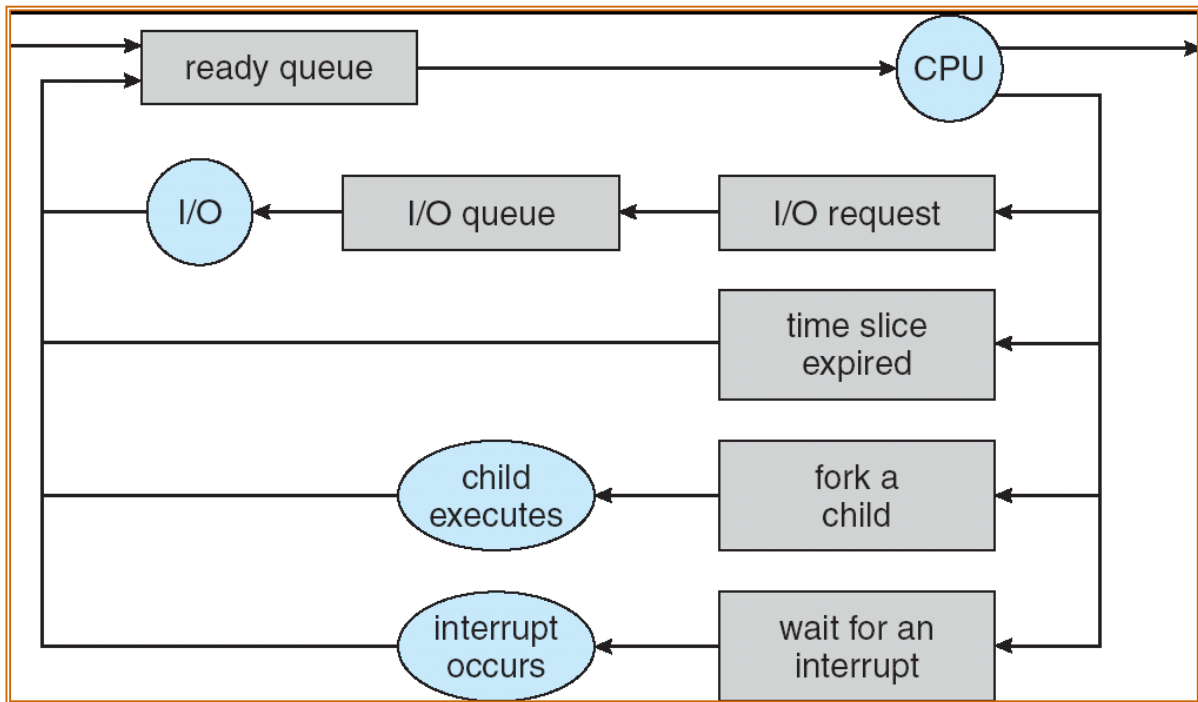 ready queue
CPU
I/O
I/O queue
I/O request
time slice
expired
child
executes
fork a
child
interrupt
occurs
wait for an
interrupt